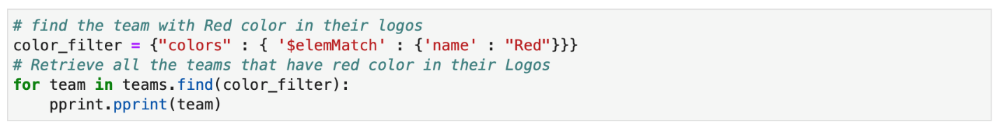 # find the team with Red color in their logos
color_filter = {"colors" : { '$elemMatch' : {'name' : "Red"}}}
# Retrieve all the teams that have red color in their Logos
for team in teams.find(color_filter):
    pprint.pprint(team)